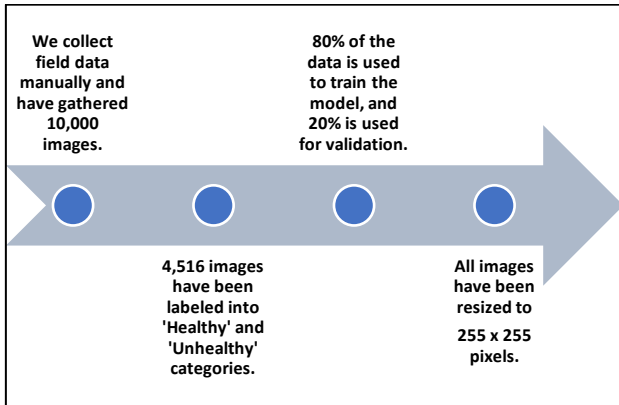 We collect
field data
manually and
have gathered
10,000
images.
4,516 images
have been
labeled into
'Healthy' and
'Unhealthy'
categories.
80% of the
data is used
to train the
model, and
20% is used
for validation.
All images
have been
resized to
255 x 255
pixels.